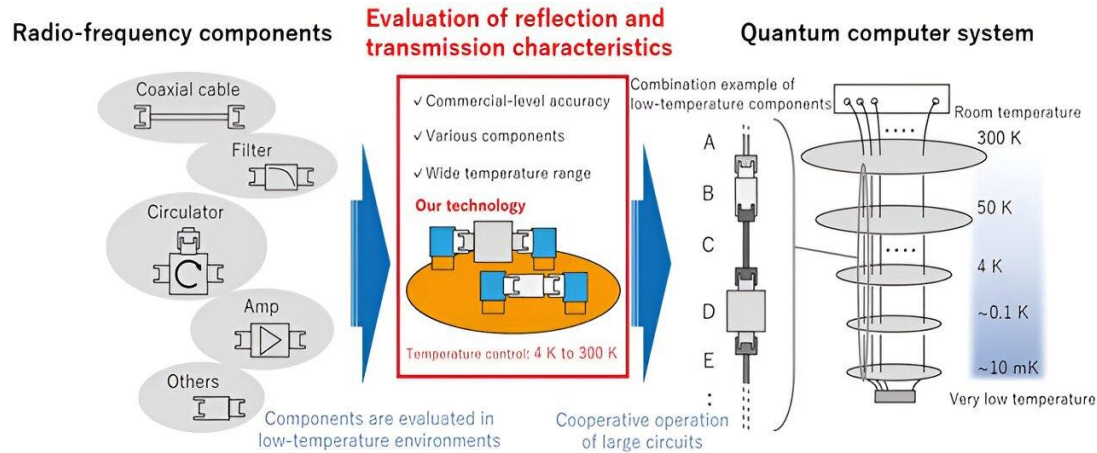 Radio-frequency components
Coaxial cable
Filter
Circulator
Amp
Others
Evaluation of reflection and
transmission characteristics
✓ Commercial-level accuracy
✓ Various components
✓ Wide temperature range
Our technology
Temperature control: 4 K to 300 K
Components are evaluated in
low-temperature environments
Cooperative operation
of large circuits
Quantum computer system
Combination example of
low-temperature components
A
B
C
D
E
:
Room temperature
300 K
50 K
4 K
~0.1 K
~10 mK
Very low temperature